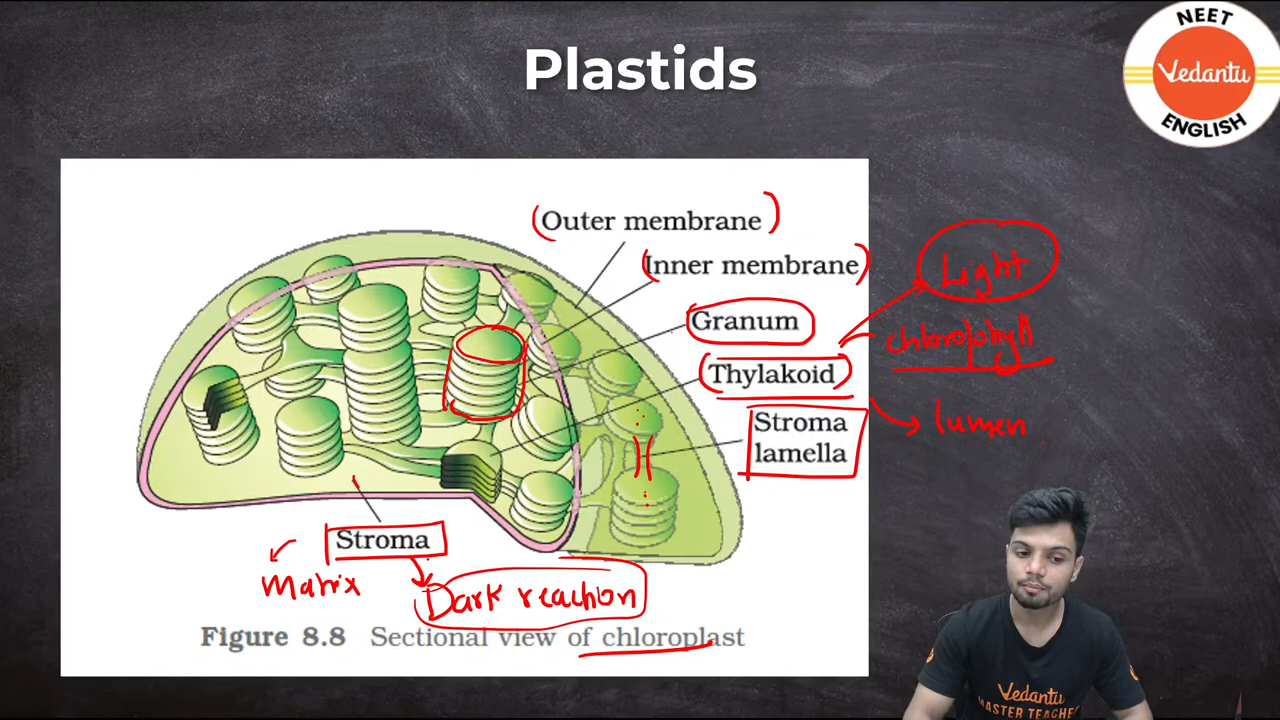 Plastids
NEET
Vedantu
ENGLISH
(Outer membrane)
(Inner membrane)
Granum
(Thylakoid)
Stroma
lamella
Light
chlorophyll
lumen
Stroma
Matrix
Dark reaction
Figure 8.8 Sectional view of chloroplast
Vedantu
MASTER TEACHER